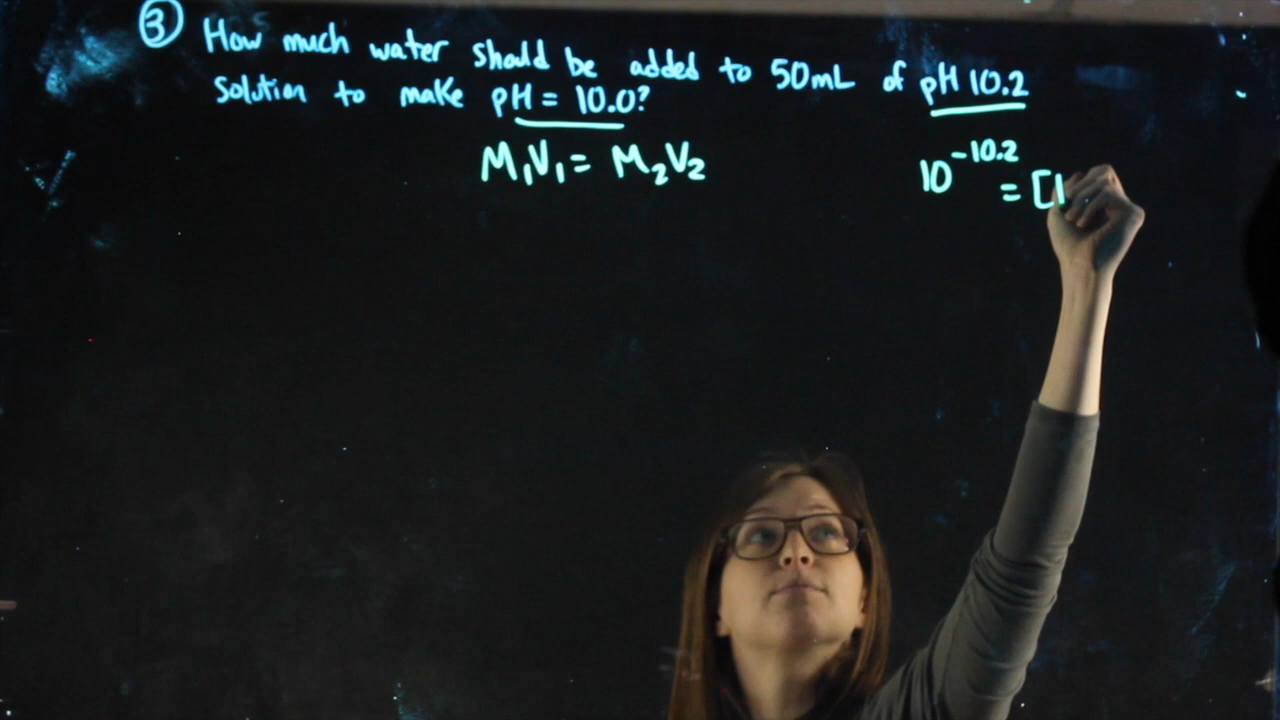 ③ How much water should be added to 50mL of pH 10.2
solution to make pH = 10.0?
M₁V₁ = M₂V₂
10⁻¹⁰·² = [